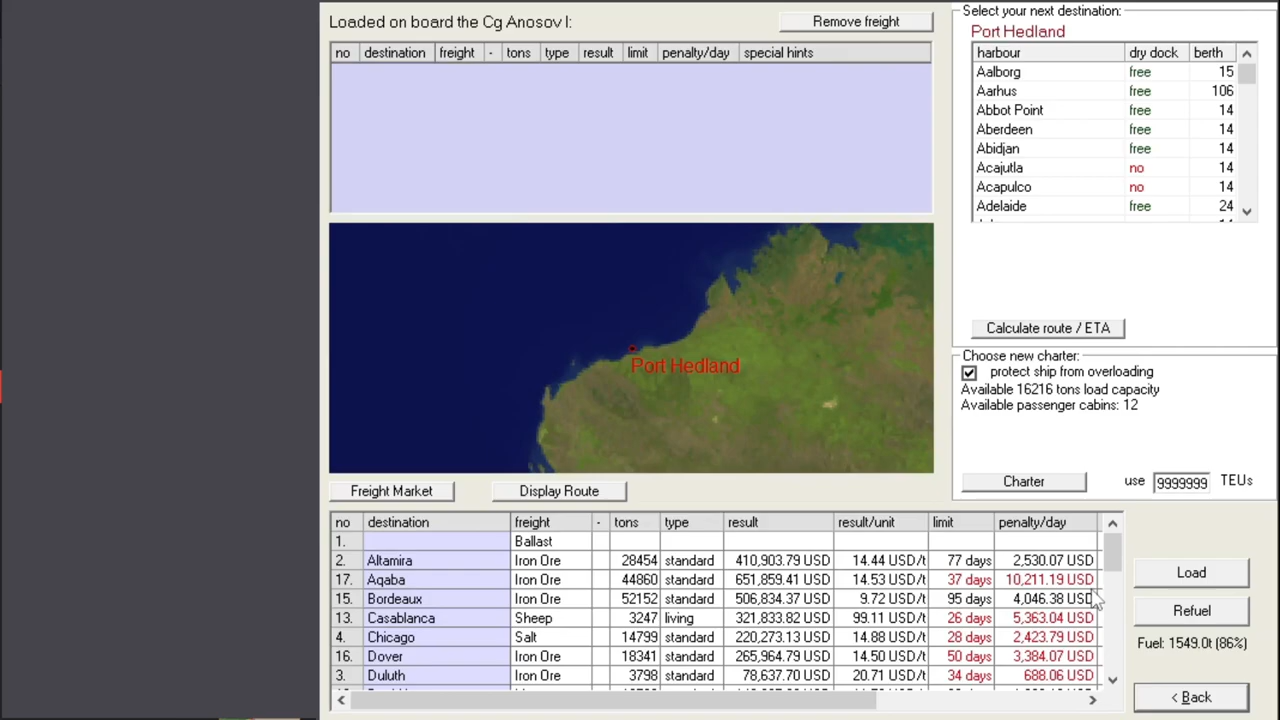 Loaded on board the Cg Anosov I:
Remove freight
no destination freight - tons type result limit penalty/day special hints
Select your next destination:
Port Hedland
harbour dry dock berth
Aalborg free 15
Aarhus free 106
Abbot Point free 14
Aberdeen free 14
Abidjan free 14
Acajutla no 14
Acapulco no 14
Adelaide free 24
Calculate route / ETA
Port Hedland
Choose new charter:
protect ship from overloading
Available 16216 tons load capacity
Available passenger cabins: 12
Charter use 9999999 TEUs
Freight Market Display Route
no destination freight - tons type result result/unit limit penalty/day
1. Ballast
2. Altamira Iron Ore 28454 standard 410,903.79 USD 14.44 USD/t 77 days 2,530.07 USD
17. Aqaba Iron Ore 44860 standard 651,859.41 USD 14.53 USD/t 37 days 10,211.19 USD
15. Bordeaux Iron Ore 52152 standard 506,834.37 USD 9.72 USD/t 95 days 4,046.38 USD
13. Casablanca Sheep 3247 living 321,833.82 USD 99.11 USD/t 26 days 5,363.04 USD
4. Chicago Salt 14799 standard 220,273.13 USD 14.88 USD/t 28 days 2,423.79 USD
16. Dover Iron Ore 18341 standard 265,964.79 USD 14.50 USD/t 50 days 3,384.07 USD
3. Duluth Iron Ore 3798 standard 78,637.70 USD 20.71 USD/t 34 days 688.06 USD
Load
Refuel
Fuel: 1549.0t (86%)
< Back